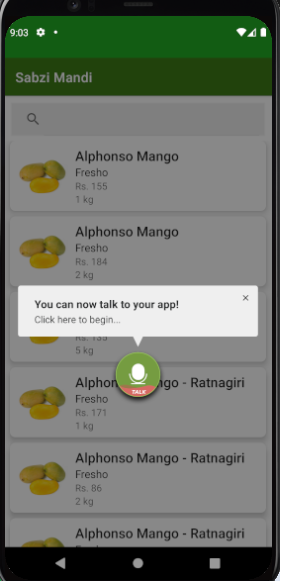 9:03
Sabzi Mandi
Alphonso Mango
Fresho
Rs. 155
1 kg
Alphonso Mango
Fresho
Rs. 184
2 kg
You can now talk to your app!
Click here to begin...
Rs. 135
5 kg
TALK
Alphonso Mango - Ratnagiri
Fresho
Rs. 171
1 kg
Alphonso Mango - Ratnagiri
Fresho
Rs. 86
2 kg
Alphonso Mango - Ratnagiri